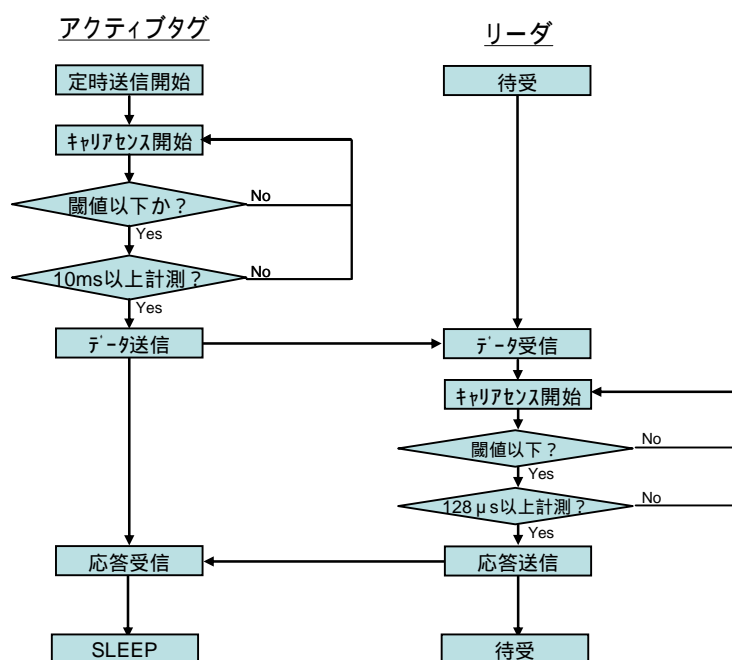 アクティブタグ
リーダ
定時送信開始
待受
ｷｬﾘｱｾﾝｽ開始
閾値以下か？
No
Yes
10ms以上計測？
No
Yes
ﾃﾞｰﾀ送信
ﾃﾞｰﾀ受信
ｷｬﾘｱｾﾝｽ開始
閾値以下？
No
Yes
128μs以上計測？
No
Yes
応答受信
応答送信
SLEEP
待受